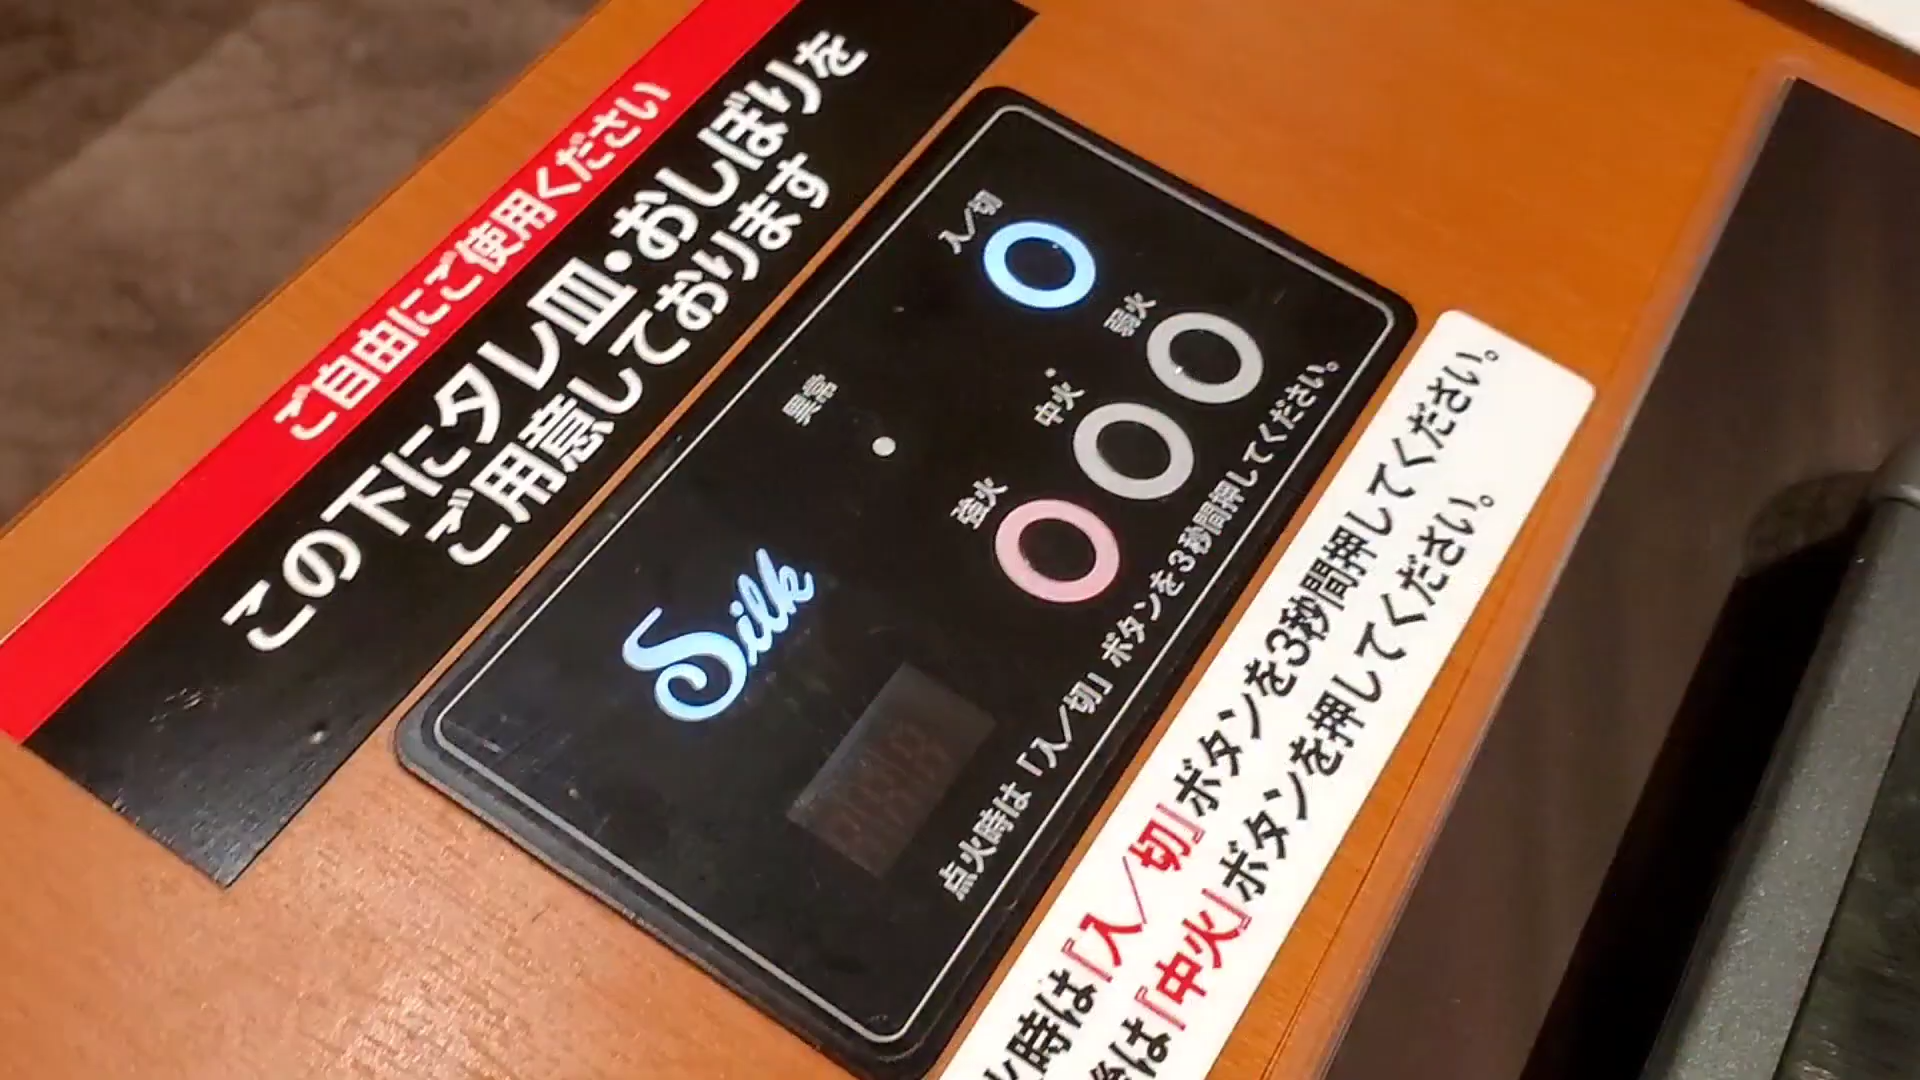 ご自由にご使用ください
この下にタレ皿・おしぼりを
ご用意しております
入／切
弱火
中火
強火
異常
Silk
点火時は「入／切」ボタンを3秒間押してください。
火時は『入／切』ボタンを3秒間押してください。
後は『中火』ボタンを押してください。